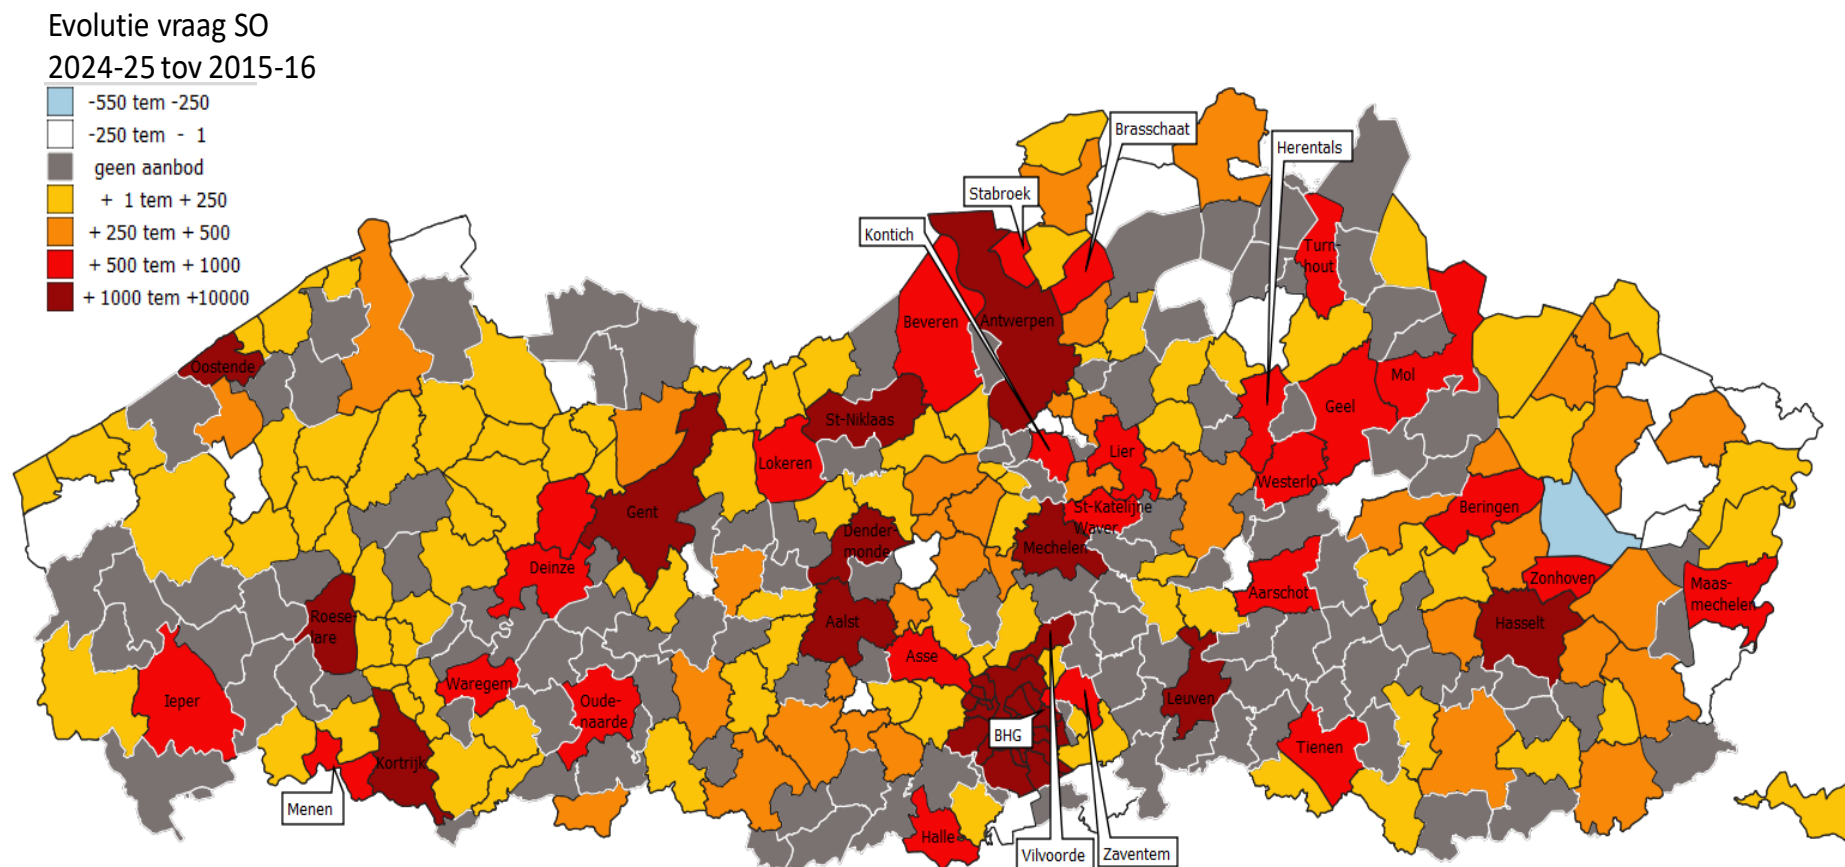 Evolutie vraag SO
2024-25 tov 2015-16
-550 tem -250
-250 tem - 1
geen aanbod
+ 1 tem + 250
+ 250 tem + 500
+ 500 tem + 1000
+ 1000 tem +10000
Brasschaat
Herentals
Stabroek
Kontich
Turn-
hout
Beveren
Antwerpen
Oostende
Mol
Geel
St-Niklaas
Lokeren
Lier
Westerlo
Gent
St-Katelijne
Waver
Beringen
Dender-
monde
Mechelen
Deinze
Zonhoven
Maas-
mechelen
Aarschot
Roese-
lare
Aalst
Hasselt
Asse
Waregem
Ieper
Oude-
naarde
Leuven
BHG
Tienen
Kortrijk
Menen
Halle
Vilvoorde
Zaventem